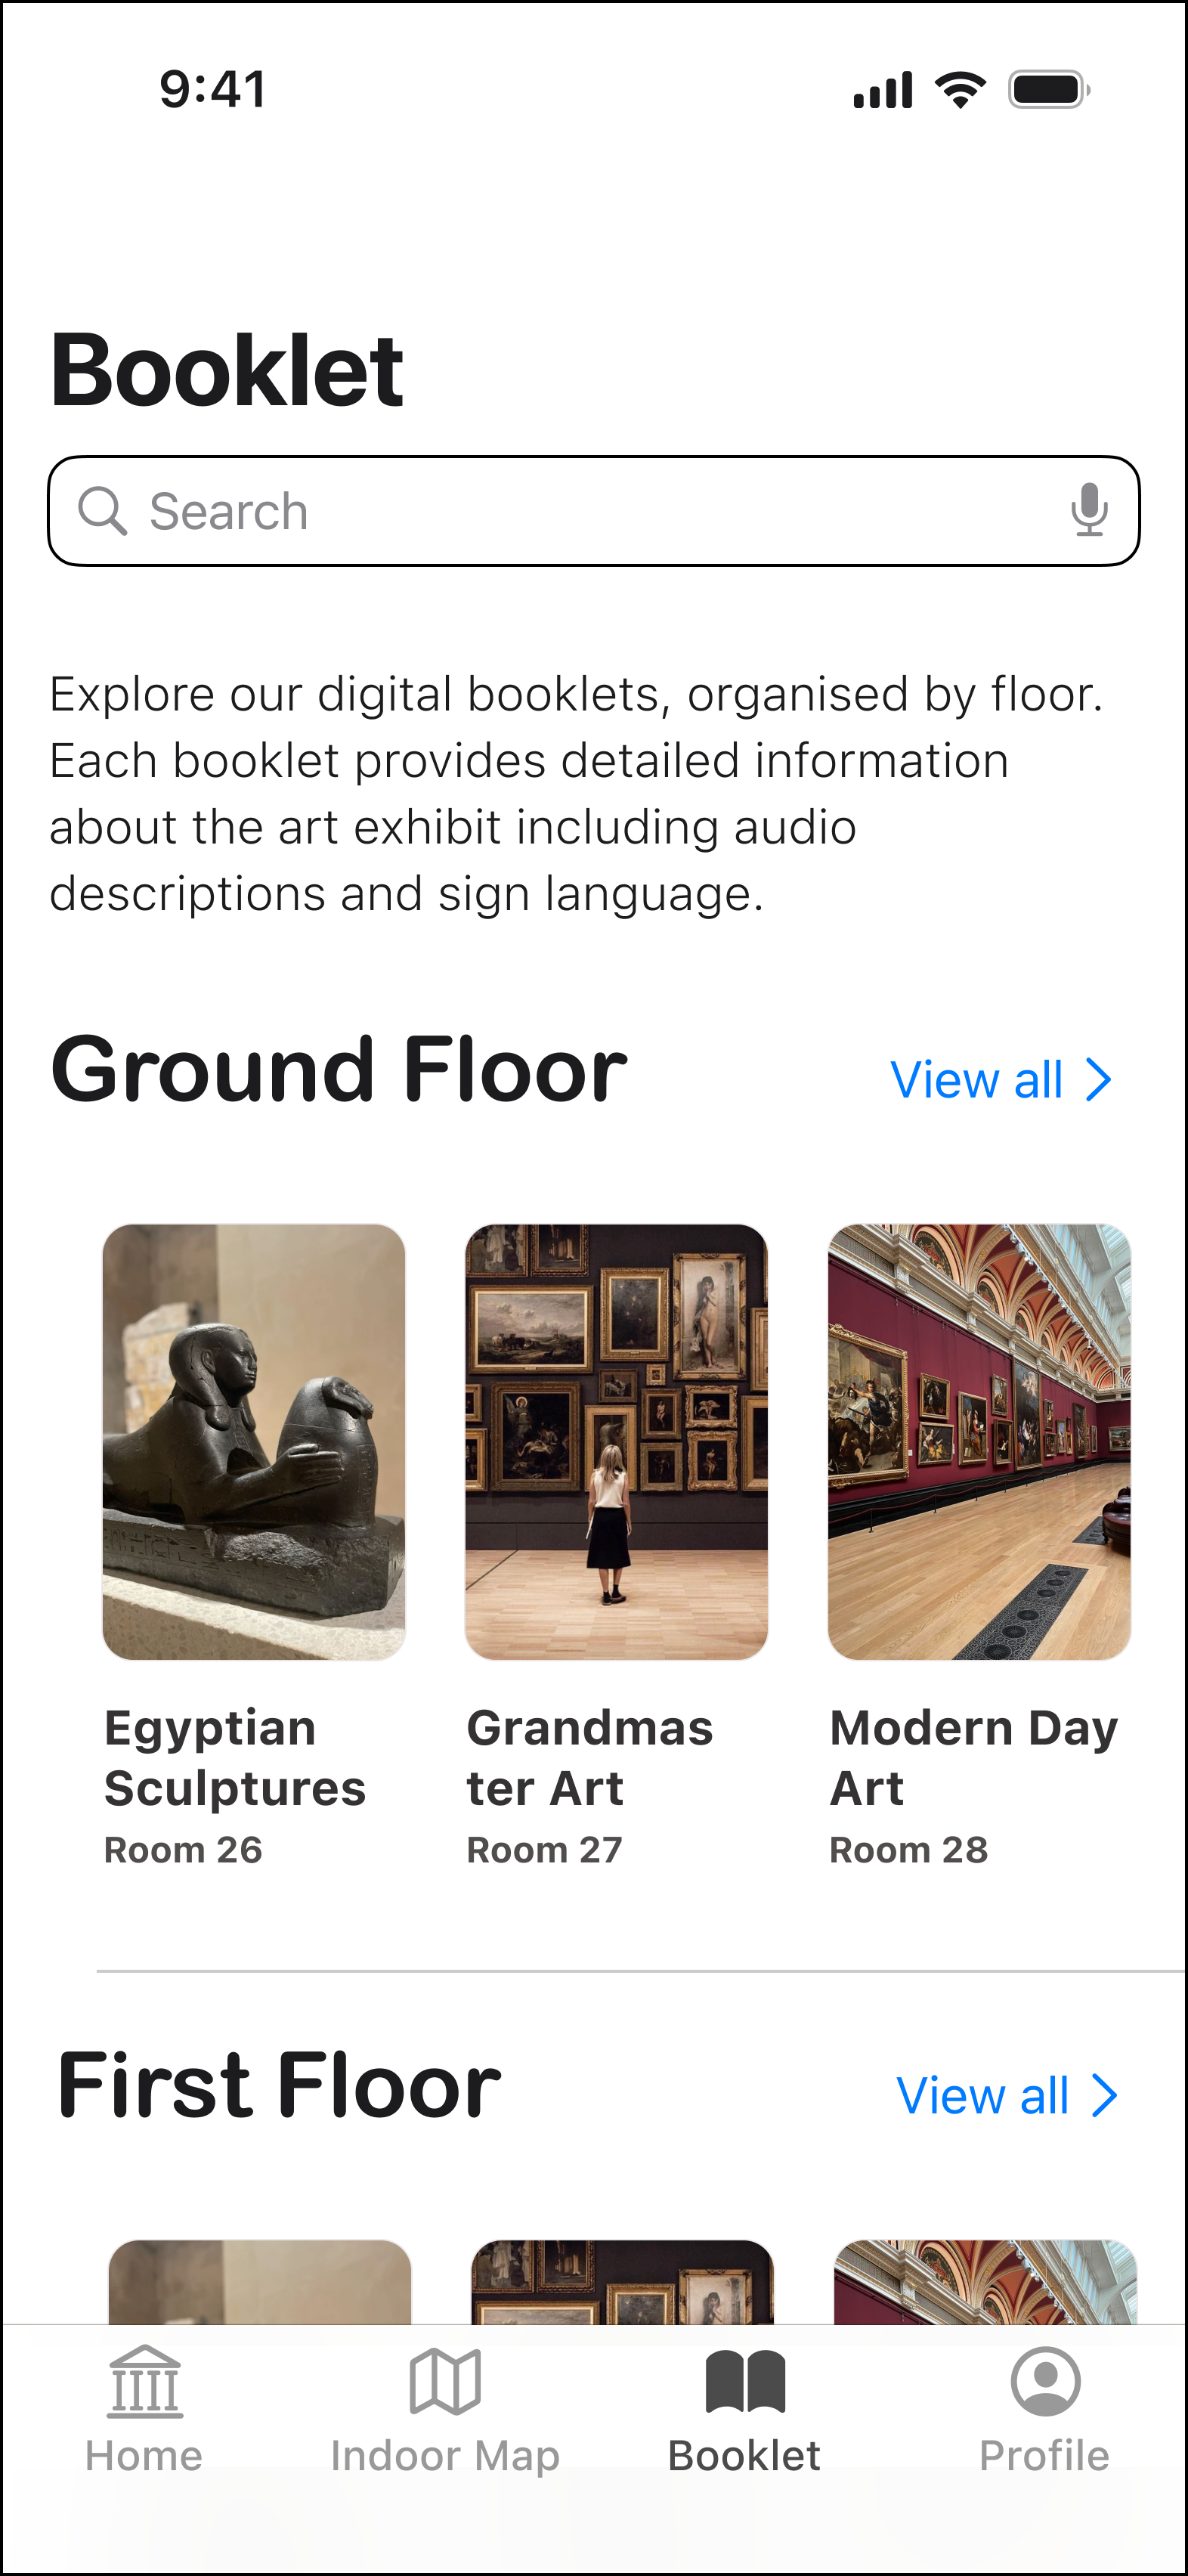 9:41
Booklet
Search
Explore our digital booklets, organised by floor.
Each booklet provides detailed information
about the art exhibit including audio
descriptions and sign language.
Ground Floor
View all
Egyptian
Sculptures
Room 26
Grandmas
ter Art
Room 27
Modern Day
Art
Room 28
First Floor
View all
Home
Indoor Map
Booklet
Profile